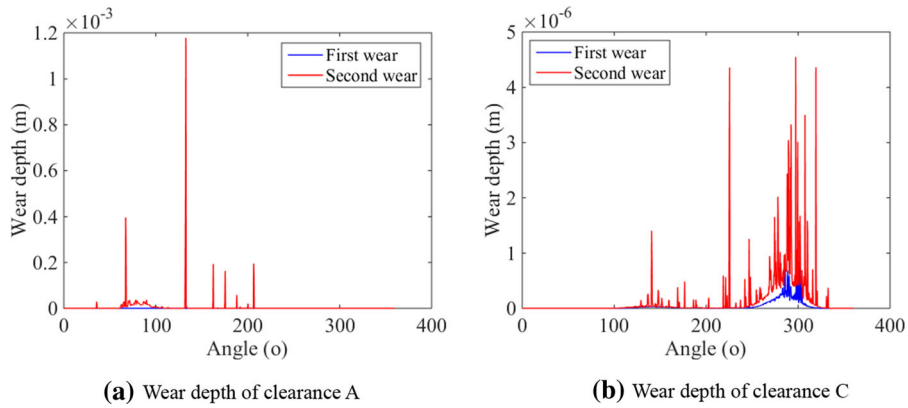 ×10⁻³
1.2
1
0.8
0.6
0.4
0.2
0
Wear depth (m)
First wear
Second wear
0 100 200 300 400
Angle (o)
(a) Wear depth of clearance A
×10⁻⁶
5
4
3
2
1
0
Wear depth (m)
First wear
Second wear
0 100 200 300 400
Angle (o)
(b) Wear depth of clearance C